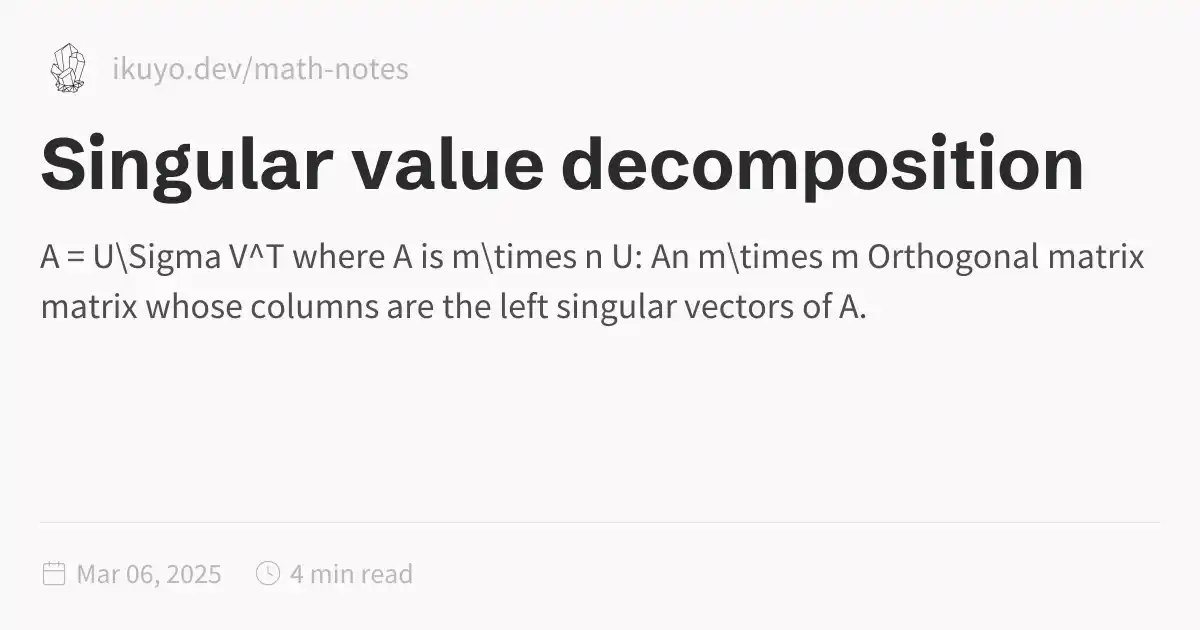 ikuyo.dev/math-notes
Singular value decomposition
A = U\Sigma V^T where A is m\times n U: An m\times m Orthogonal matrix
matrix whose columns are the left singular vectors of A.
Mar 06, 2025 4 min read